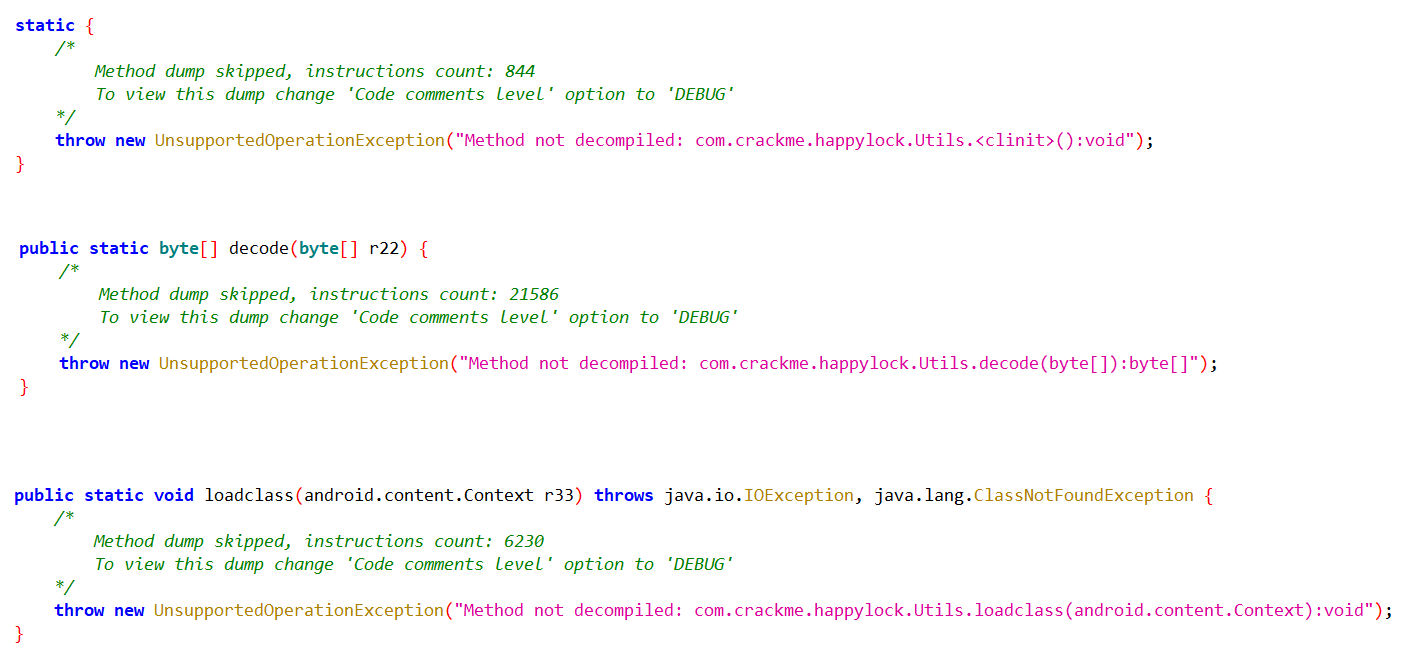 static {
/*
Method dump skipped, instructions count: 844
To view this dump change 'Code comments level' option to 'DEBUG'
*/
throw new UnsupportedOperationException("Method not decompiled: com.crackme.happylock.Utils.<clinit>():void");
}
public static byte[] decode(byte[] r22) {
/*
Method dump skipped, instructions count: 21586
To view this dump change 'Code comments level' option to 'DEBUG'
*/
throw new UnsupportedOperationException("Method not decompiled: com.crackme.happylock.Utils.decode(byte[]):byte[]");
}
public static void loadclass(android.content.Context r33) throws java.io.IOException, java.lang.ClassNotFoundException {
/*
Method dump skipped, instructions count: 6230
To view this dump change 'Code comments level' option to 'DEBUG'
*/
throw new UnsupportedOperationException("Method not decompiled: com.crackme.happylock.Utils.loadclass(android.content.Context):void");
}